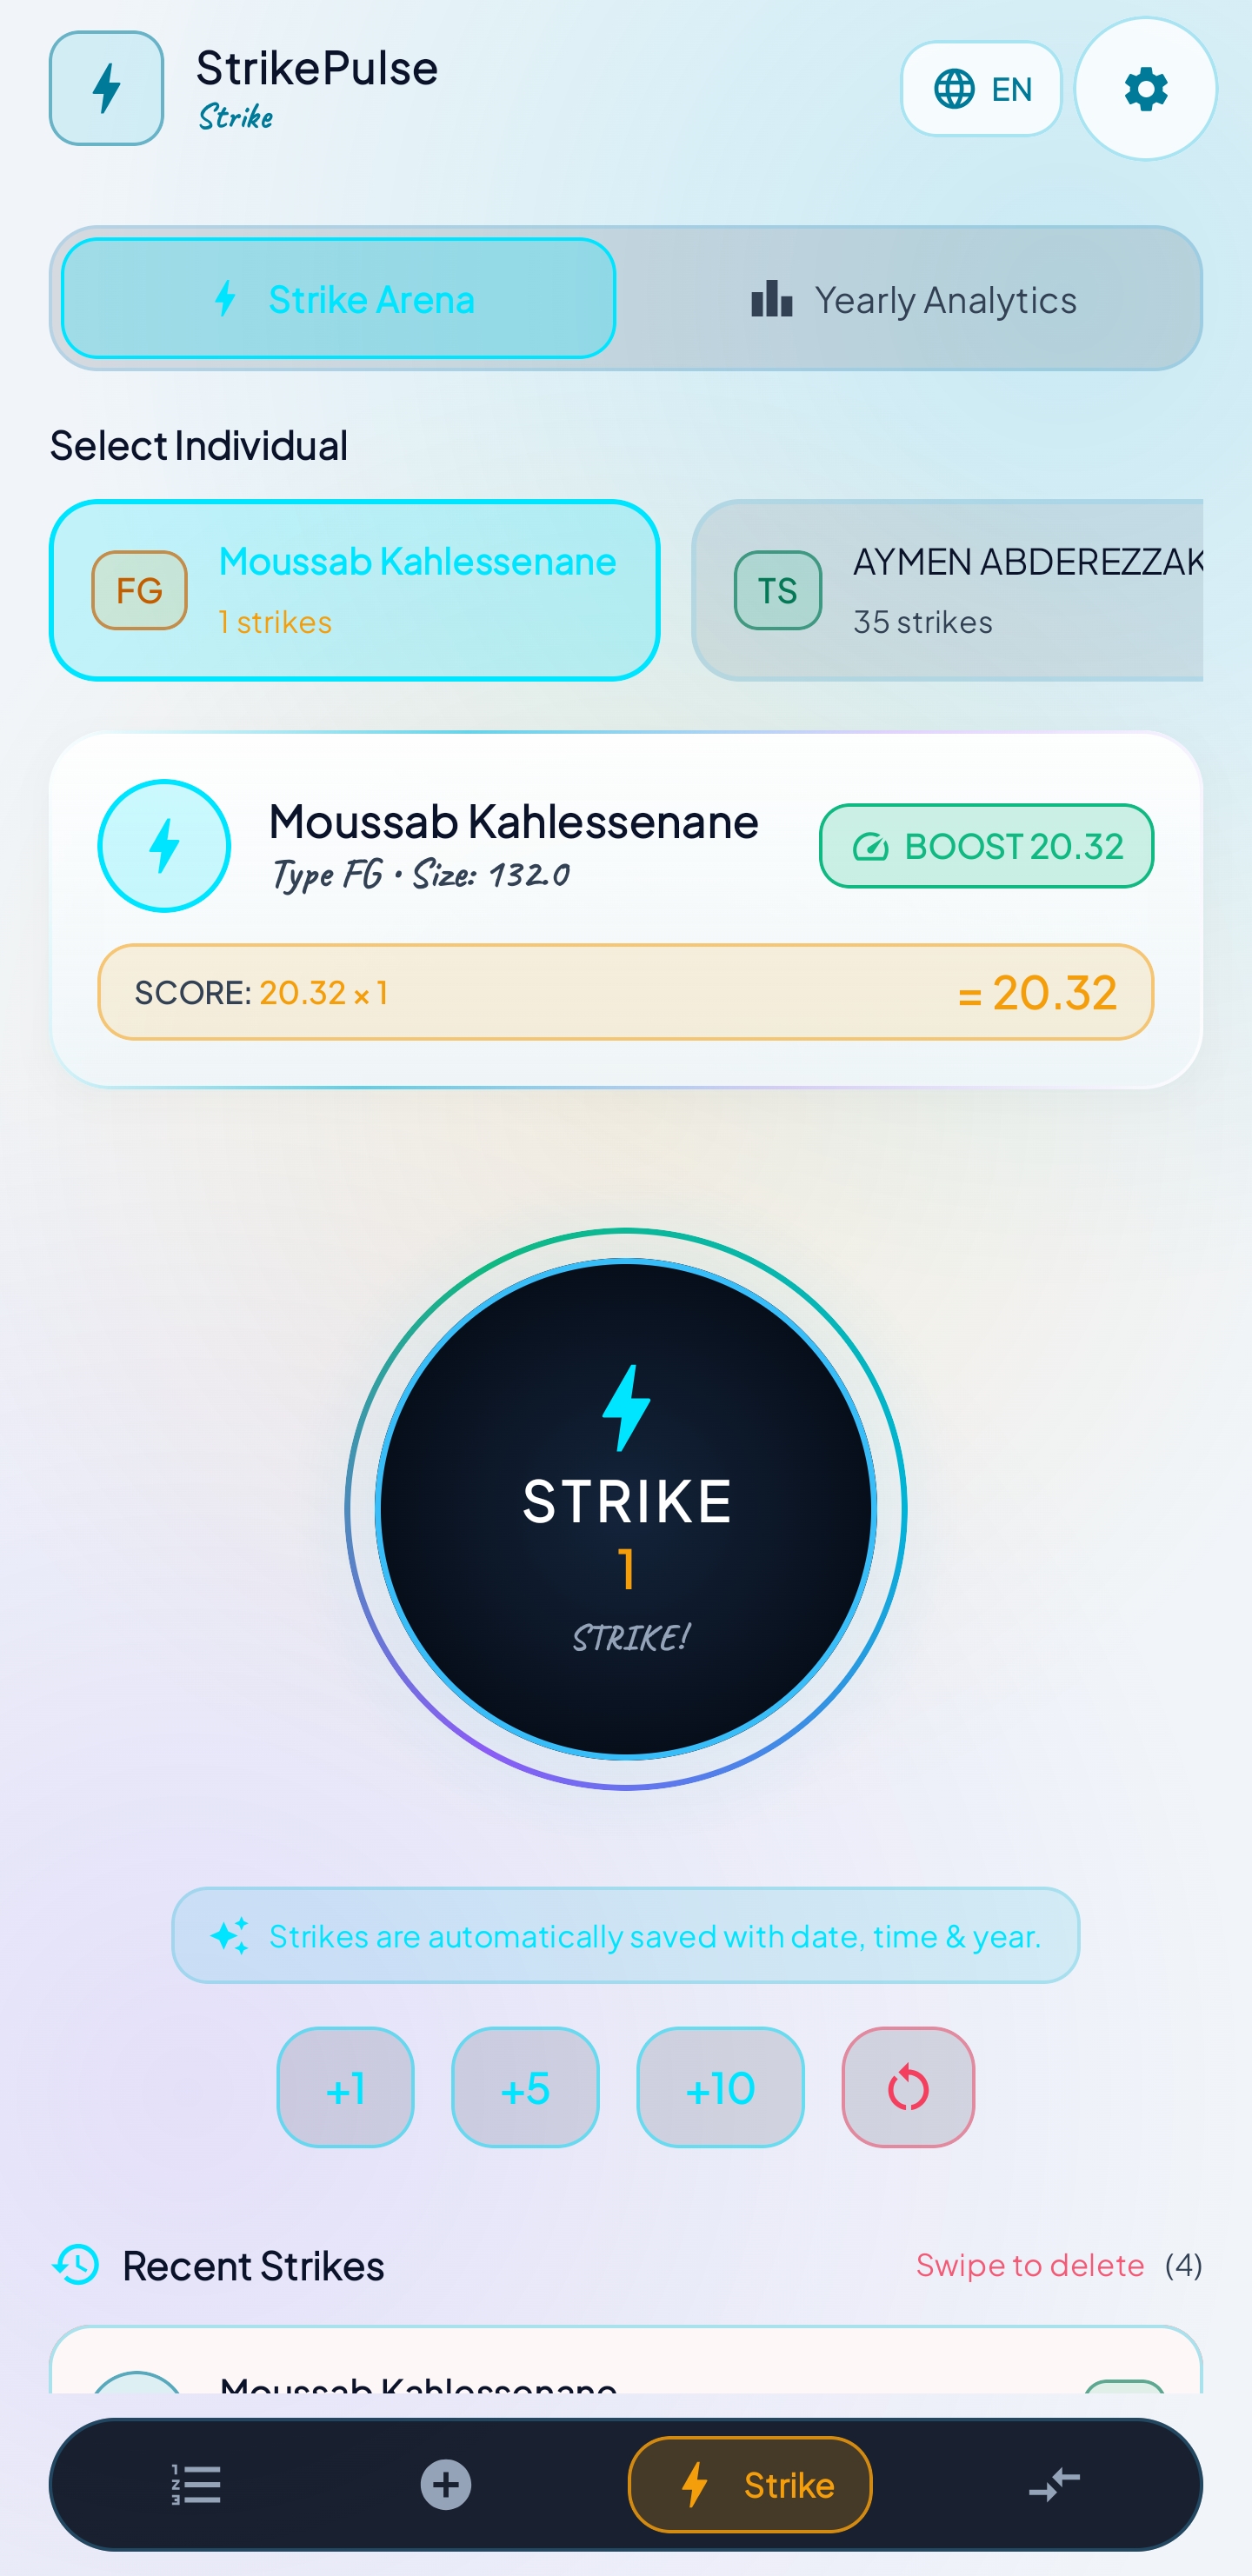 StrikePulse
Strike
EN
Strike Arena
Yearly Analytics
Select Individual
FG
Moussab Kahlessenane
1 strikes
TS
AYMEN ABDEREZZAK
35 strikes
Moussab Kahlessenane
Type FG • Size: 132.0
BOOST 20.32
SCORE: 20.32 × 1
= 20.32
STRIKE
1
STRIKE!
Strikes are automatically saved with date, time & year.
+1
+5
+10
Recent Strikes
Swipe to delete (4)
Moussab Kahlessenane
Strike